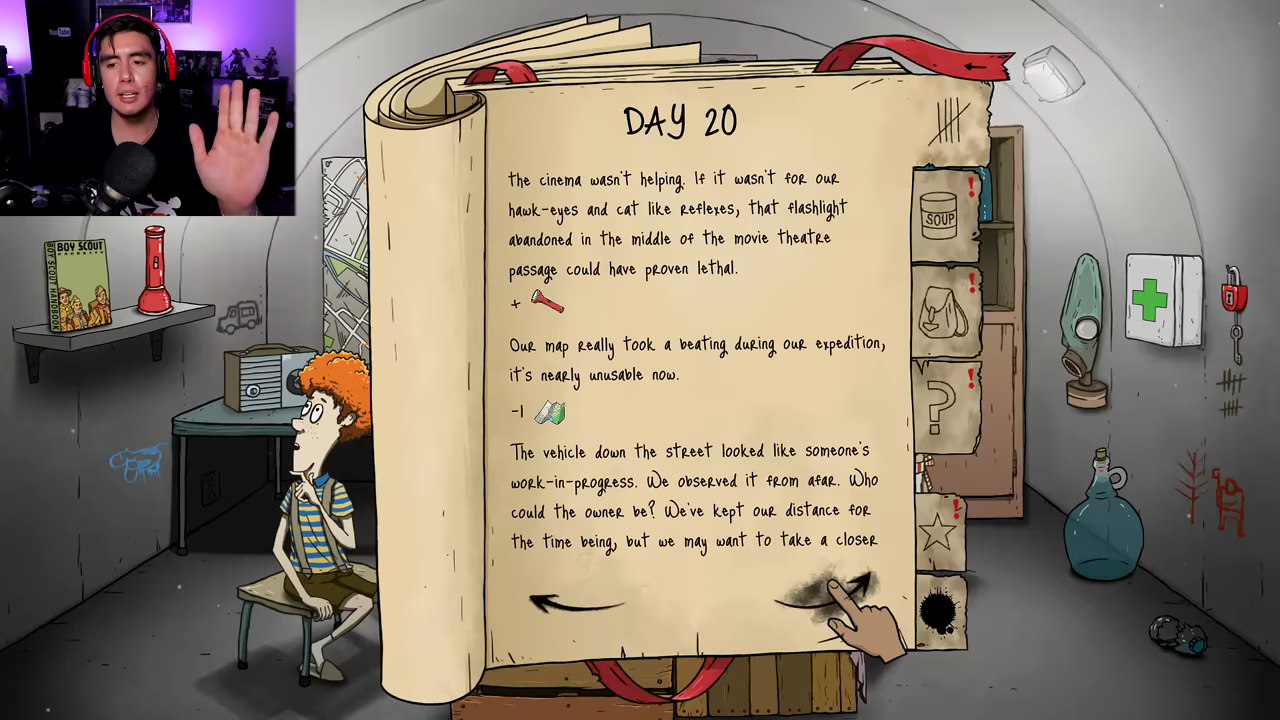 DAY 20
the cinema wasn't helping. If it wasn't for our
hawk-eyes and cat like reflexes, that flashlight
abandoned in the middle of the movie theatre
passage could have proven lethal.
+
Our map really took a beating during our expedition,
it's nearly unusable now.
-1
The vehicle down the street looked like someone's
work-in-progress. We observed it from afar. Who
could the owner be? We've kept our distance for
the time being, but we may want to take a closer
SOUP
!
!
?
!
!
BOY SCOUT
BOY SCOUT HANDBOOK
YouTube